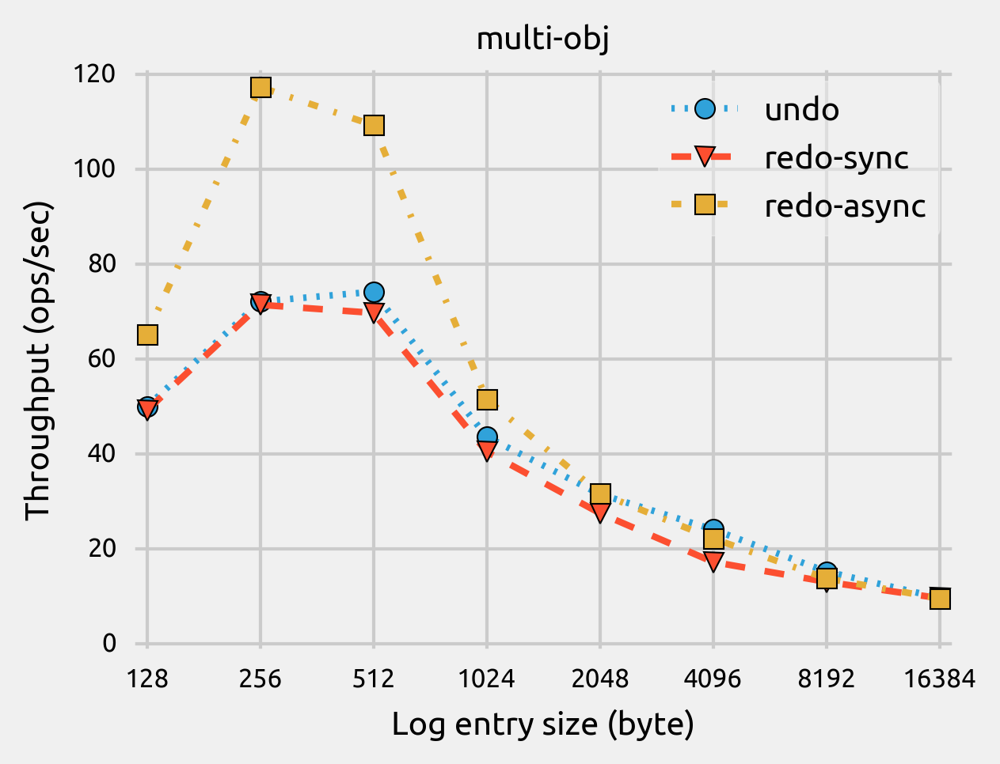 multi-obj
120
100
80
60
40
20
0
Throughput (ops/sec)
undo
redo-sync
redo-async
128 256 512 1024 2048 4096 8192 16384
Log entry size (byte)